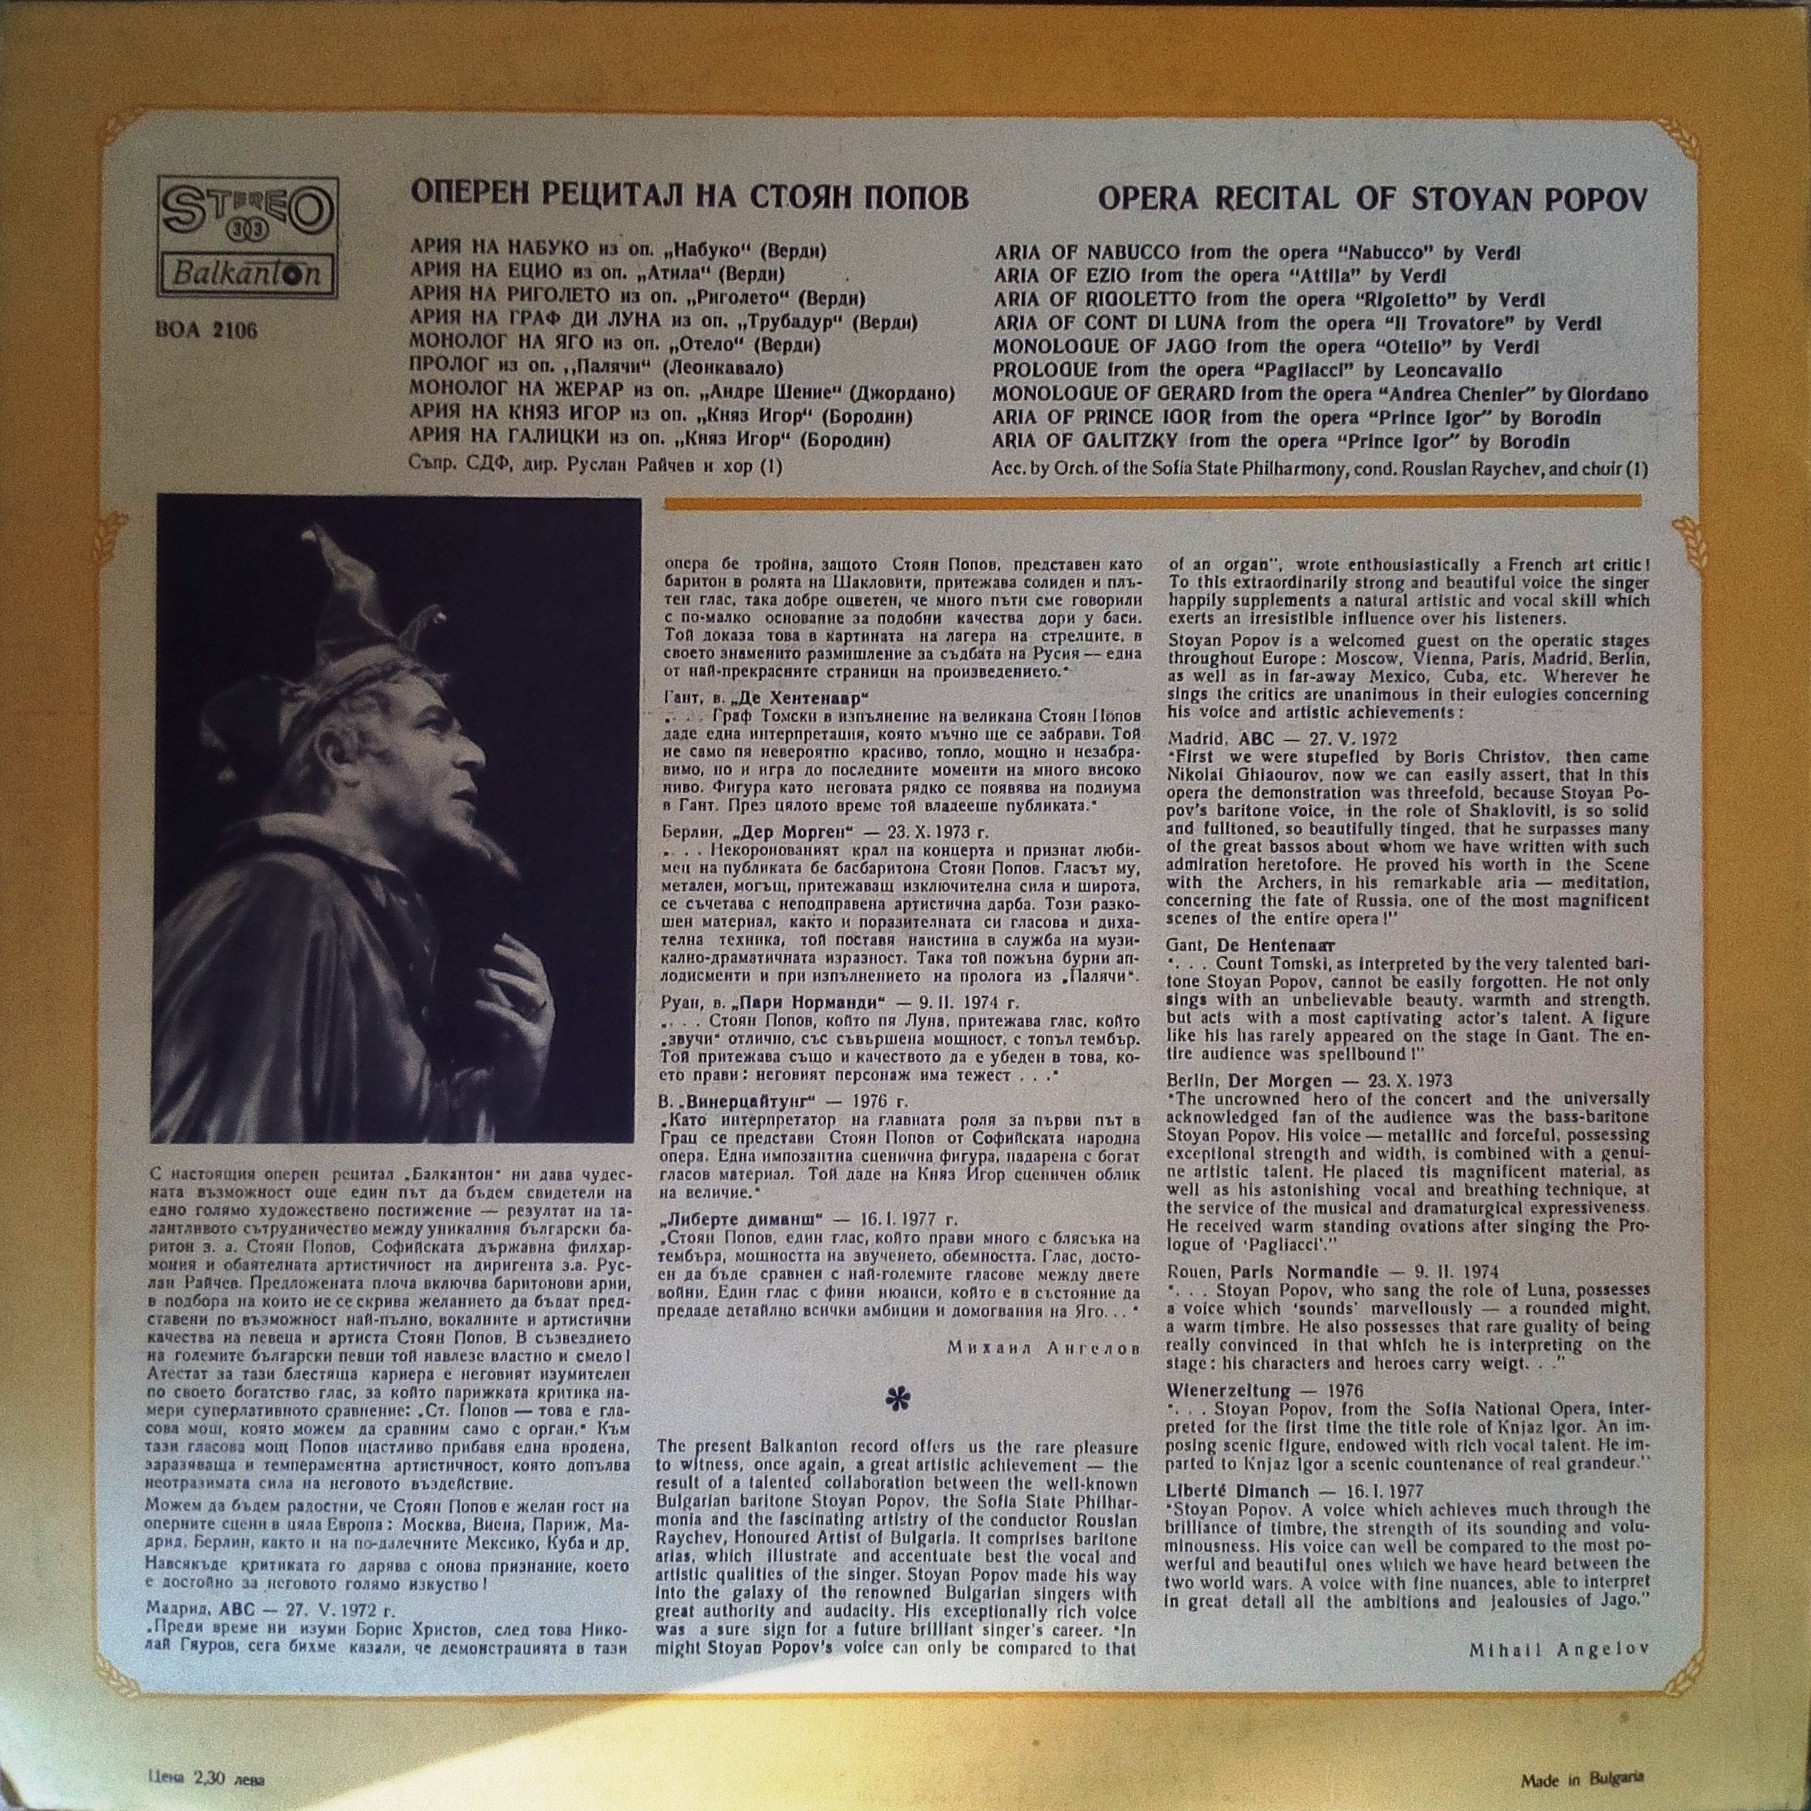 STEREO
33
Balkanton
ВОА 2106
ОПЕРЕН РЕЦИТАЛ НА СТОЯН ПОПОВ
АРИЯ НА НАБУКО из оп. „Набуко“ (Верди)
АРИЯ НА ЕЦИО из оп. „Атила“ (Верди)
АРИЯ НА РИГОЛЕТО из оп. „Риголето“ (Верди)
АРИЯ НА ГРАФ ДИ ЛУНА из оп. „Трубадур“ (Верди)
МОНОЛОГ НА ЯГО из оп. „Отело“ (Верди)
ПРОЛОГ из оп. „Палячи“ (Леонкавало)
МОНОЛОГ НА ЖЕРАР из оп. „Андре Шение“ (Джордано)
АРИЯ НА КНЯЗ ИГОР из оп. „Княз Игор“ (Бородин)
АРИЯ НА ГАЛИЦКИ из оп. „Княз Игор“ (Бородин)
Съпр. СДФ, дир. Руслан Райчев и хор (1)
OPERA RECITAL OF STOYAN POPOV
ARIA OF NABUCCO from the opera “Nabucco” by Verdi
ARIA OF EZIO from the opera “Attila” by Verdi
ARIA OF RIGOLETTO from the opera “Rigoletto” by Verdi
ARIA OF CONT DI LUNA from the opera “Il Trovatore” by Verdi
MONOLOGUE OF JAGO from the opera “Otello” by Verdi
PROLOGUE from the opera “Pagliacci” by Leoncavallo
MONOLOGUE OF GERARD from the opera “Andrea Chenier” by Giordano
ARIA OF PRINCE IGOR from the opera “Prince Igor” by Borodin
ARIA OF GALITZKY from the opera “Prince Igor” by Borodin
Acc. by Orch. of the Sofia State Philharmony, cond. Rouslan Raychev, and choir (1)
С настоящия оперен рецитал „Балкантон“ ни дава чудес-
ната възможност още един път да бъдем свидетели на
едно голямо художествено постижение — резултат на та-
лантливото сътрудничество между уникалния български ба-
ритон з. а. Стоян Попов, Софийската държавна филхар-
мония и обаятелната артистичност на диригента з.а. Рус-
лан Райчев. Предложената плоча включва баритонови арии,
в подбора на които не се скрива желанието да бъдат пред-
ставени по възможност най-пълно, вокалните и артистични
качества на певеца и артиста Стоян Попов. В съзвездието
на големите български певци той навлезе властно и смело!
Атестат за тази блестяща кариера е неговият изумителен
по своето богатство глас, за който парижката критика на-
мери суперлативното сравнение: „Ст. Попов — това е гла-
сова мощ, която можем да сравним само с орган.“ Към
тази гласова мощ Попов щастливо прибавя една вродена,
заразяваща и темпераментна артистичност, която допълва
неотразимата сила на неговото въздействие.
Можем да бъдем радостни, че Стоян Попов е желан гост на
оперните сцени в цяла Европа: Москва, Виена, Париж, Ма-
дрид, Берлин, както и на по-далечните Мексико, Куба и др.
Навсякъде критиката го дарява с онова признание, което
е достойно за неговото голямо изкуство!
Мадрид, АВС — 27. V. 1972 г.
„Преди време ни изуми Борис Христов, след това Нико-
лай Гяуров, сега бихме казали, че демонстрацията в тази
опера бе тройна, защото Стоян Попов, представен като
баритон в ролята на Шакловити, притежава солиден и плъ-
тен глас, така добре оцветен, че много пъти сме говорили
с по-малко основание за подобни качества дори у баси.
Той доказа това в картината на лагера на стрелците, в
своето знаменито размишление за съдбата на Русия — една
от най-прекрасните страници на произведението.“
Гант, в. „Де Хентенаар“
„. . . Граф Томски в изпълнение на великана Стоян Попов
даде една интерпретация, която мъчно ще се забрави. Той
не само пя невероятно красиво, топло, мощно и незабра-
вимо, но и игра до последните моменти на много високо
ниво. Фигура като неговата рядко се появява на подиума
в Гант. През цялото време той владееше публиката.“
Берлин, „Дер Морген“ — 23. X. 1973 г.
„. . . Некоронованият крал на концерта и признат люби-
мец на публиката бе басбаритона Стоян Попов. Гласът му,
метален, могъщ, притежаващ изключителна сила и широта,
се съчетава с неподправена артистична дарба. Този разко-
шен материал, както и поразителната си гласова и диха-
телна техника, той поставя наистина в служба на музи-
кално-драматичната изразност. Така той пожъна бурни ап-
лодисменти и при изпълнението на пролога из „Палячи“.
Руан, в. „Пари Норманди“ — 9. II. 1974 г.
„. . . Стоян Попов, който пя Луна, притежава глас, който
„звучи“ отлично, със съвършена мощност, с топъл тембър.
Той притежава също и качеството да е убеден в това, ко-
ето прави: неговият персонаж има тежест . . .“
В. „Винерцайтунг“ — 1976 г.
„Като интерпретатор на главната роля за първи път в
Грац се представи Стоян Попов от Софийската народна
опера. Една импозантна сценична фигура, надарена с богат
гласов материал. Той даде на Княз Игор сценичен облик
на величие.“
„Либерте диманш“ — 16. I. 1977 г.
„Стоян Попов, един глас, който прави много с блясъка на
тембъра, мощността на звученето, обемността. Глас, досто-
ен да бъде сравнен с най-големите гласове между двете
войни. Един глас с фини нюанси, който е в състояние да
предаде детайлно всички амбиции и домогвания на Яго. . . “
Михаил Ангелов
The present Balkanton record offers us the rare pleasure
to witness, once again, a great artistic achievement — the
result of a talented collaboration between the well-known
Bulgarian baritone Stoyan Popov, the Sofia State Philhar-
monia and the fascinating artistry of the conductor Rouslan
Raychev, Honoured Artist of Bulgaria. It comprises baritone
arias, which illustrate and accentuate best the vocal and
artistic qualities of the singer. Stoyan Popov made his way
into the galaxy of the renowned Bulgarian singers with
great authority and audacity. His exceptionally rich voice
was a sure sign for a future brilliant singer's career. “In
might Stoyan Popov's voice can only be compared to that
of an organ”, wrote enthousiastically a French art critic!
To this extraordinarily strong and beautiful voice the singer
happily supplements a natural artistic and vocal skill which
exerts an irresistible influence over his listeners.
Stoyan Popov is a welcomed guest on the operatic stages
throughout Europe: Moscow, Vienna, Paris, Madrid, Berlin,
as well as in far-away Mexico, Cuba, etc. Wherever he
sings the critics are unanimous in their eulogies concerning
his voice and artistic achievements:
Madrid, ABC — 27. V. 1972
“First we were stupefied by Boris Christov, then came
Nikolai Ghiaourov, now we can easily assert, that in this
opera the demonstration was threefold, because Stoyan Po-
pov's baritone voice, in the role of Shakloviti, is so solid
and fulltoned, so beautifully tinged, that he surpasses many
of the great bassos about whom we have written with such
admiration heretofore. He proved his worth in the Scene
with the Archers, in his remarkable aria — meditation,
concerning the fate of Russia, one of the most magnificent
scenes of the entire opera!”
Gant, De Hentenaar
“. . . Count Tomski, as interpreted by the very talented bari-
tone Stoyan Popov, cannot be easily forgotten. He not only
sings with an unbelievable beauty, warmth and strength,
but acts with a most captivating actor's talent. A figure
like his has rarely appeared on the stage in Gant. The en-
tire audience was spellbound!”
Berlin, Der Morgen — 23. X. 1973
“The uncrowned hero of the concert and the universally
acknowledged fan of the audience was the bass-baritone
Stoyan Popov. His voice — metallic and forceful, possessing
exceptional strength and width, is combined with a genui-
ne artistic talent. He placed tis magnificent material, as
well as his astonishing vocal and breathing technique, at
the service of the musical and dramaturgical expressiveness.
He received warm standing ovations after singing the Pro-
logue of ‘Pagliacci’.”
Rouen, Paris Normandie — 9. II. 1974
“. . . Stoyan Popov, who sang the role of Luna, possesses
a voice which ‘sounds’ marvellously — a rounded might,
a warm timbre. He also possesses that rare guality of being
really convinced in that which he is interpreting on the
stage: his characters and heroes carry weigt. . .”
Wienerzeitung — 1976
“. . . Stoyan Popov, from the Sofia National Opera, inter-
preted for the first time the title role of Knjaz Igor. An im-
posing scenic figure, endowed with rich vocal talent. He im-
parted to Knjaz Igor a scenic countenance of real grandeur.”
Liberté Dimanch — 16. I. 1977
“Stoyan Popov. A voice which achieves much through the
brilliance of timbre, the strength of its sounding and volu-
minousness. His voice can well be compared to the most po-
werful and beautiful ones which we have heard between the
two world wars. A voice with fine nuances, able to interpret
in great detail all the ambitions and jealousies of Jago.”
Mihail Angelov
Цена 2,30 лева
Made in Bulgaria